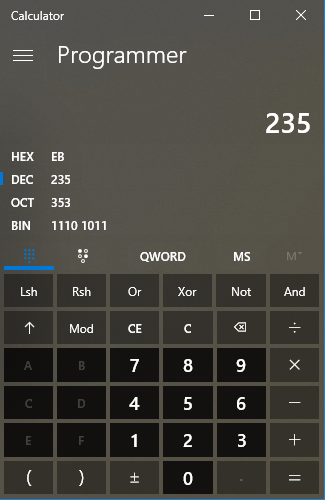 Calculator
Programmer
235
HEX EB
DEC 235
OCT 353
BIN 1110 1011
QWORD MS M˅
Lsh Rsh Or Xor Not And
↑ Mod CE C ⌫ ÷
A B 7 8 9 ×
C D 4 5 6 −
E F 1 2 3 +
( ) ± 0 . =